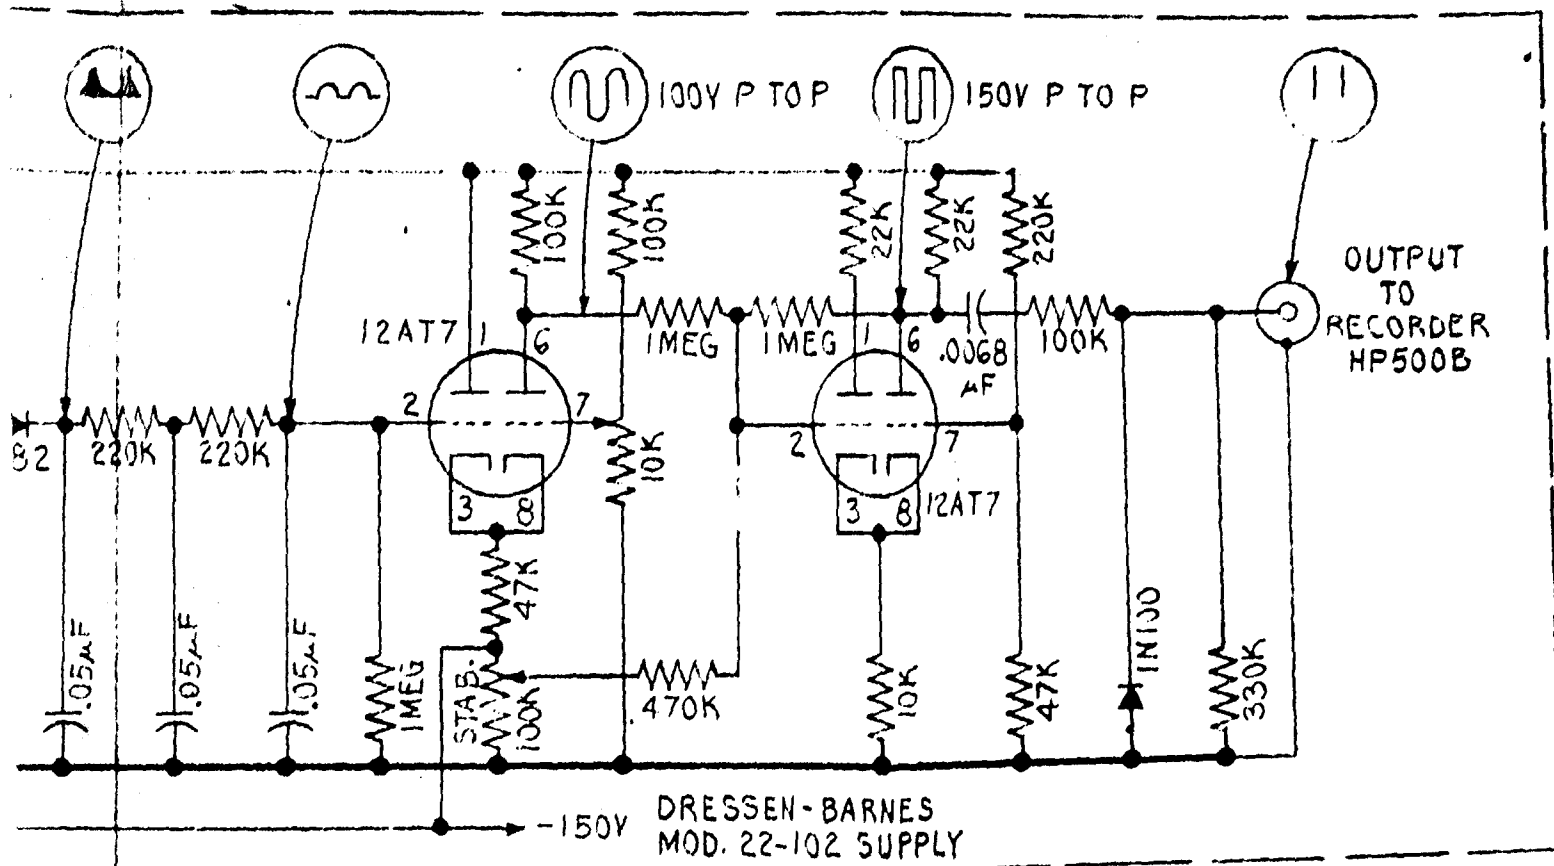 100V P TO P
150V P TO P
100K
100K
22K
22K
220K
OUTPUT
TO
RECORDER
HP500B
12AT7
1
6
1MEG
1MEG
1
6
.0068
µF
100K
82
220K
220K
2
7
10K
2
7
3
8
3
8
12AT7
47K
.05µF
.05µF
.05µF
1MEG
STAB.
100K
470K
10K
47K
1N100
330K
-150V
DRESSEN-BARNES
MOD. 22-102 SUPPLY